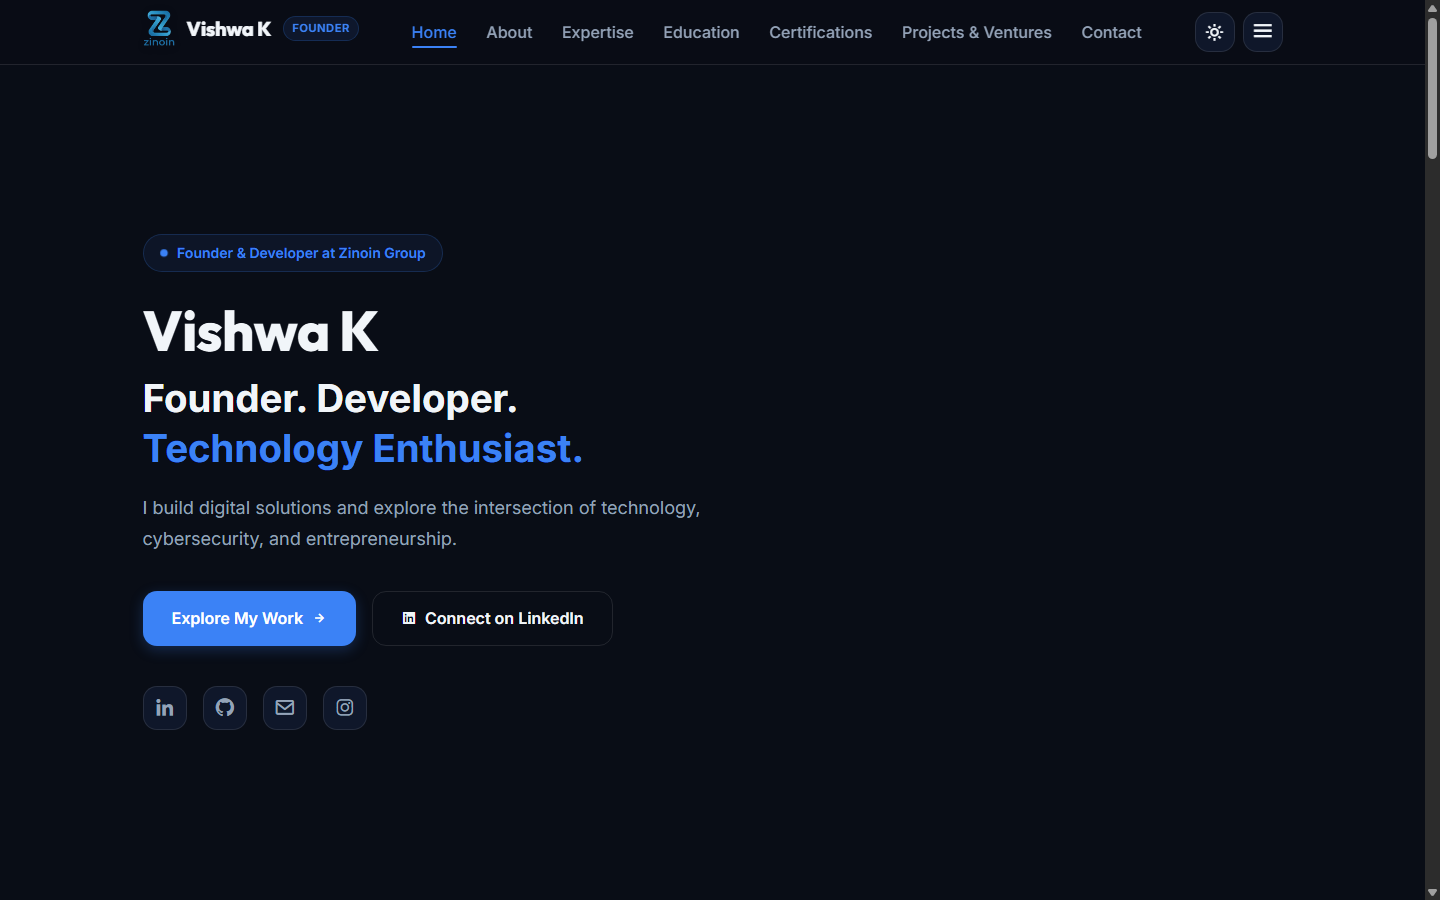 zinoin
Vishwa K
FOUNDER
Home
About
Expertise
Education
Certifications
Projects & Ventures
Contact
Founder & Developer at Zinoin Group
Vishwa K
Founder. Developer.
Technology Enthusiast.
I build digital solutions and explore the intersection of technology,
cybersecurity, and entrepreneurship.
Explore My Work →
Connect on LinkedIn